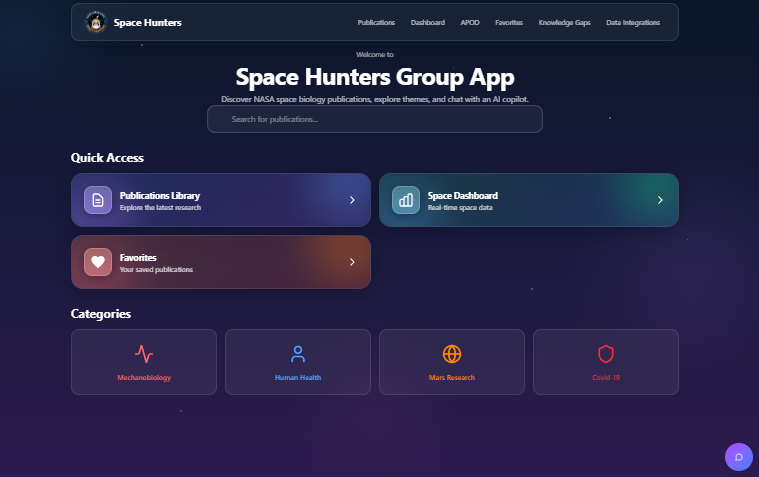 Space Hunters
Publications Dashboard APOD Favorites Knowledge Gaps Data Integrations
Welcome to
Space Hunters Group App
Discover NASA space biology publications, explore themes, and chat with an AI copilot.
Search for publications...
Quick Access
Publications Library
Explore the latest research
Space Dashboard
Real-time space data
Favorites
Your saved publications
Categories
Mechanobiology
Human Health
Mars Research
Covid-19